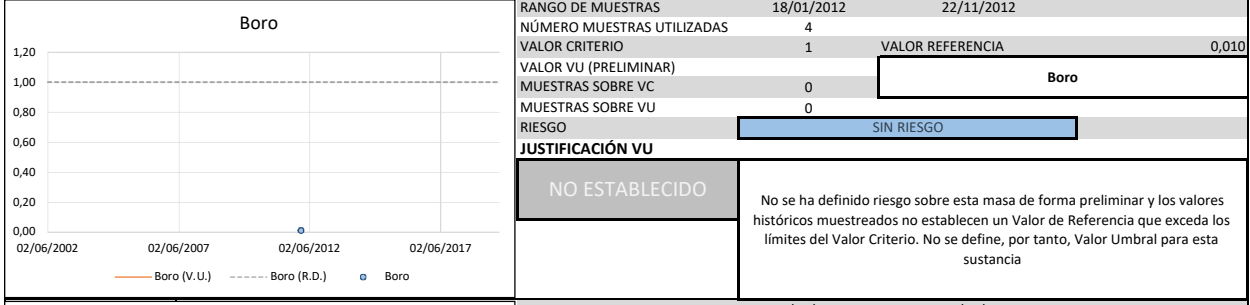 Boro
1,20
1,00
0,80
0,60
0,40
0,20
0,00
02/06/2002 02/06/2007 02/06/2012 02/06/2017
Boro (V.U.) Boro (R.D.) Boro
RANGO DE MUESTRAS 18/01/2012 22/11/2012
NÚMERO MUESTRAS UTILIZADAS 4
VALOR CRITERIO 1 VALOR REFERENCIA 0,010
VALOR VU (PRELIMINAR)
Boro
MUESTRAS SOBRE VC 0
MUESTRAS SOBRE VU 0
RIESGO SIN RIESGO
JUSTIFICACIÓN VU
NO ESTABLECIDO
No se ha definido riesgo sobre esta masa de forma preliminar y los valores
históricos muestreados no establecen un Valor de Referencia que exceda los
límites del Valor Criterio. No se define, por tanto, Valor Umbral para esta
sustancia